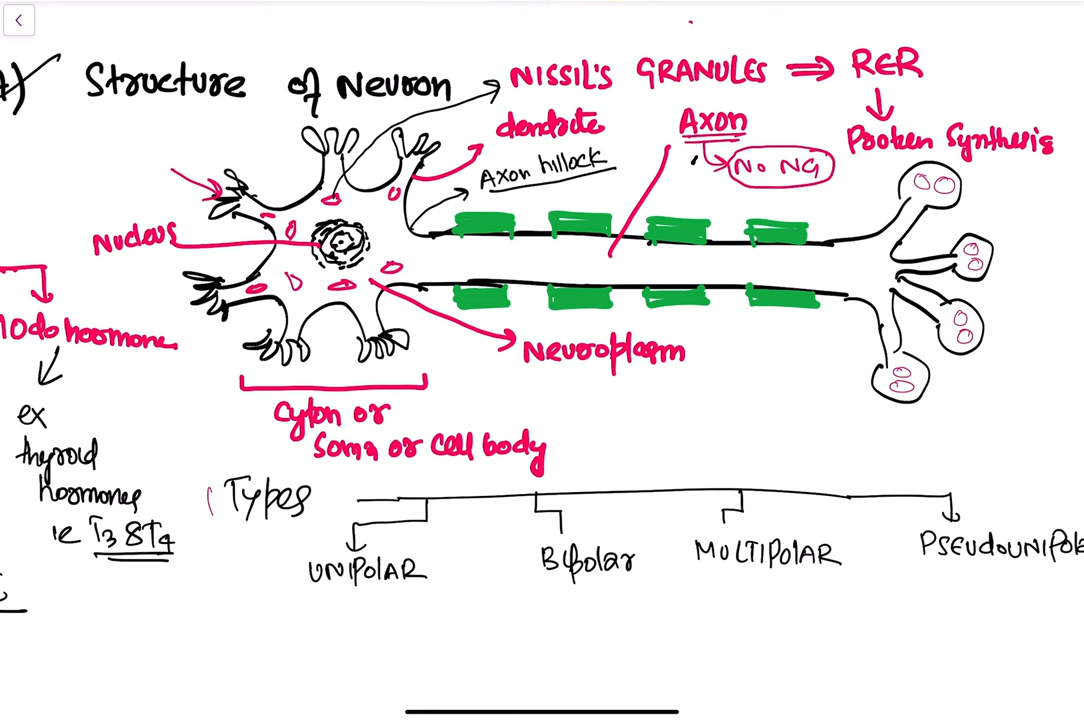 A)
Structure of Neuron
NISSIL'S GRANULES ⇒ RER
Protien Synthesis
dendrite
Axon hillock
Axon
No NG
Nucleus
Neuroplasm
Iodo hormone
ex
thyroid
hormones
ie T3 & T4
Cyton or
Soma or cell body
Types
UNIPOLAR
Bipolar
MULTIPOLAR
PSEUDOUNIPOL